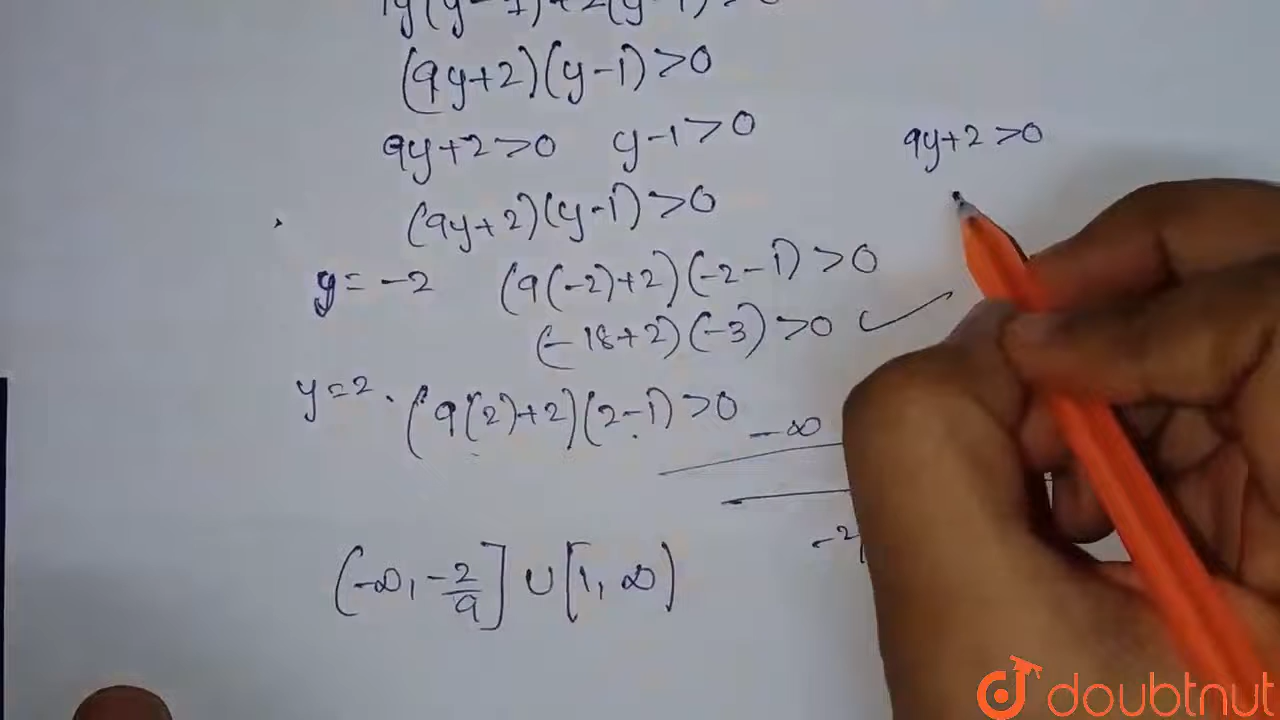 (9y+2)(y-1)>0
9y+2>0 y-1>0
9y+2>0
(9y+2)(y-1)>0
y=-2 (9(-2)+2)(-2-1)>0
(-18+2)(-3)>0 ✓
y=2. (9(2)+2)(2-1)>0
-∞
-2/
(-∞, -2/9] ∪ [1, ∞)
doubtnut